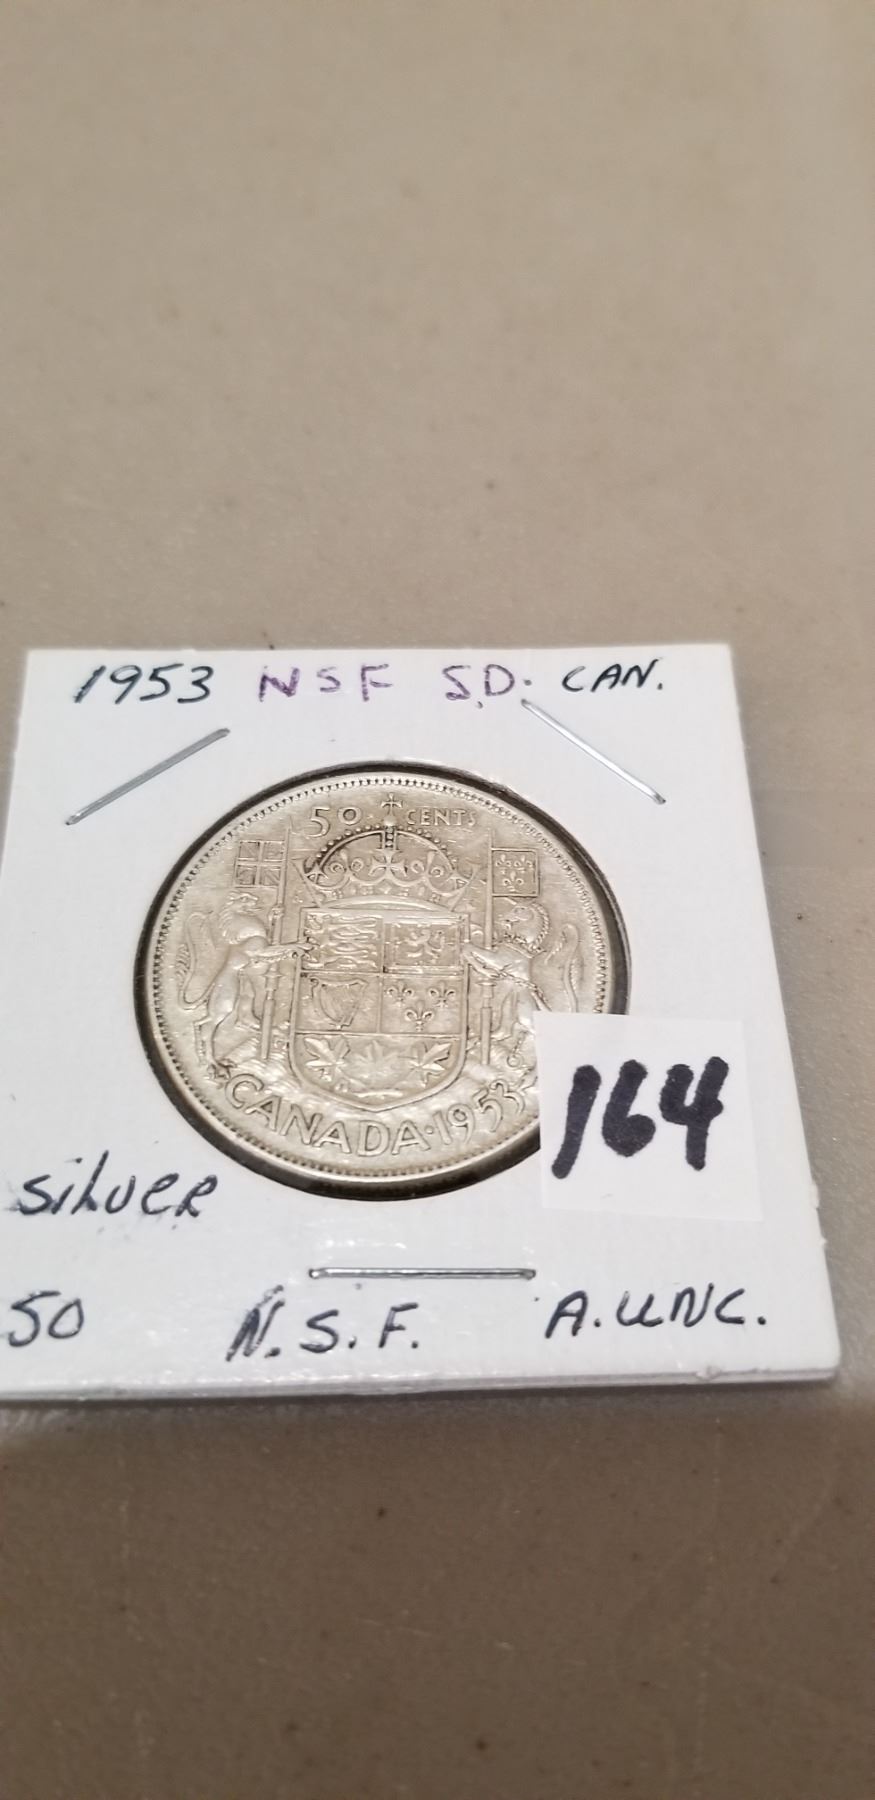 1953 NSF S.D. CAN.
50 CENTS
CANADA · 1953
164
SiLveR
50 N.S.F. A. UNC.